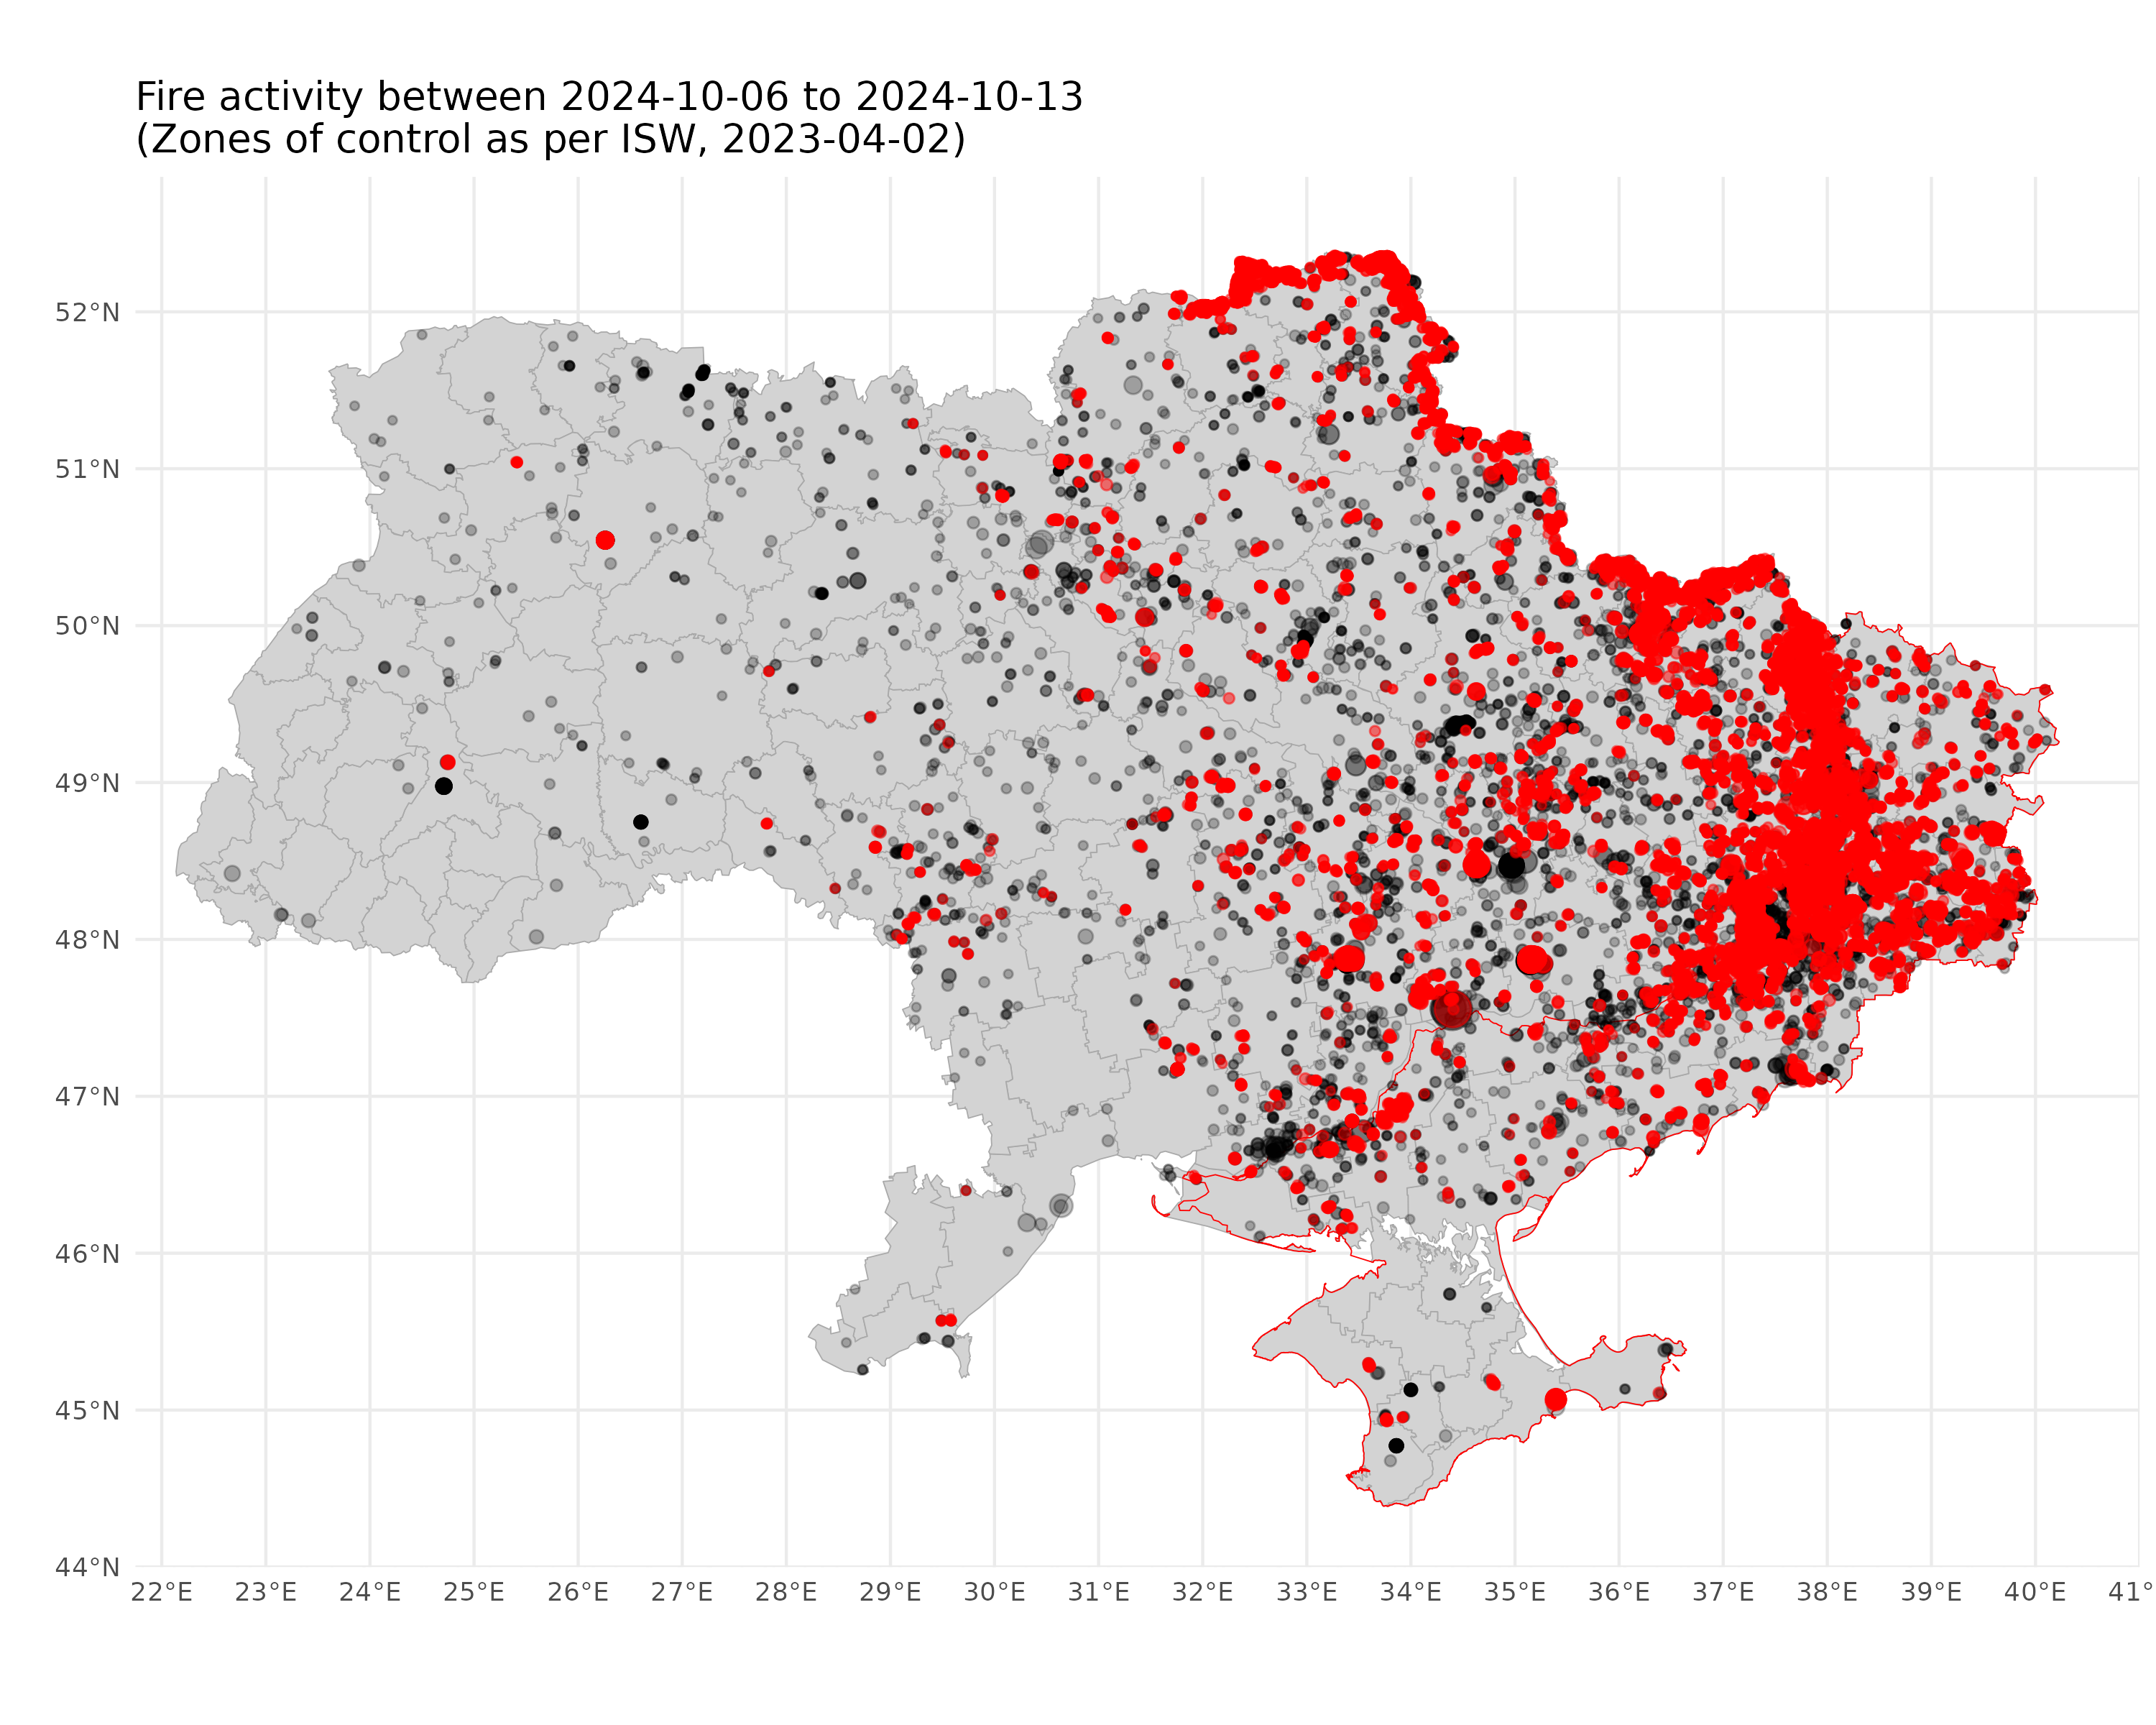 Fire activity between 2024-10-06 to 2024-10-13
(Zones of control as per ISW, 2023-04-02)
52°N
51°N
50°N
49°N
48°N
47°N
46°N
45°N
44°N
22°E 23°E 24°E 25°E 26°E 27°E 28°E 29°E 30°E 31°E 32°E 33°E 34°E 35°E 36°E 37°E 38°E 39°E 40°E 41°